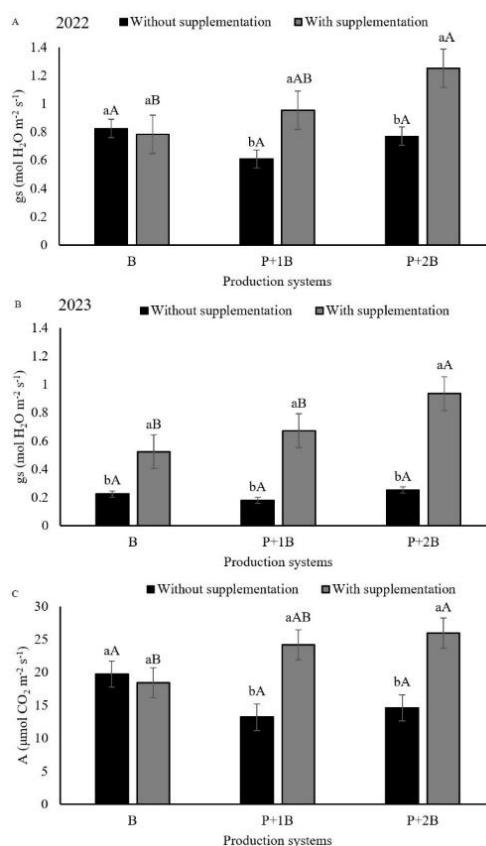 A
2022
Without supplementation With supplementation
gs (mol H₂O m⁻² s⁻¹)
1.4
1.2
1
0.8
0.6
0.4
0.2
0
aA aB bA aAB bA aA
B P+1B P+2B
Production systems
B
2023
Without supplementation With supplementation
gs (mol H₂O m⁻² s⁻¹)
1.4
1.2
1
0.8
0.6
0.4
0.2
0
bA aB bA aB bA aA
B P+1B P+2B
Production systems
C
Without supplementation With supplementation
A (µmol CO₂ m⁻² s⁻¹)
30
25
20
15
10
5
0
aA aB bA aAB bA aA
B P+1B P+2B
Production systems